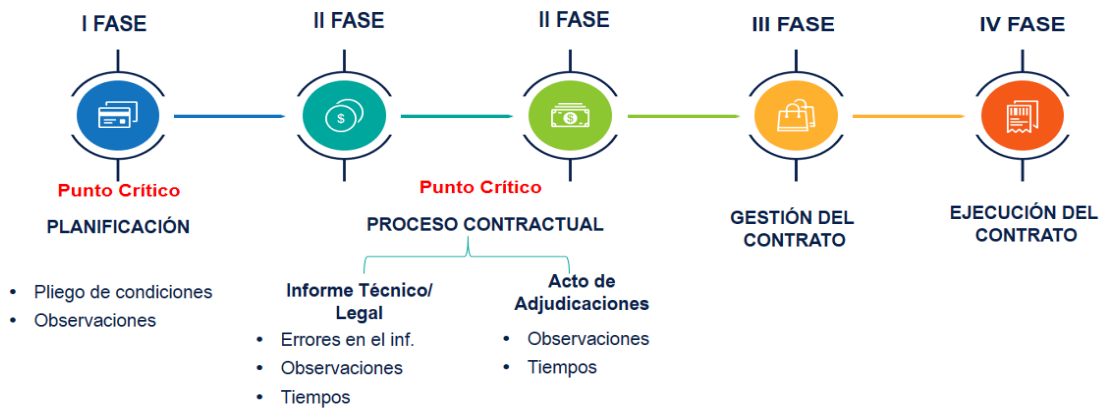 I FASE
II FASE
II FASE
III FASE
IV FASE
$
$
Punto Crítico
PLANIFICACIÓN
• Pliego de condiciones
• Observaciones
Punto Crítico
PROCESO CONTRACTUAL
Informe Técnico/
Legal
• Errores en el inf.
• Observaciones
• Tiempos
Acto de
Adjudicaciones
• Observaciones
• Tiempos
GESTIÓN DEL
CONTRATO
EJECUCIÓN DEL
CONTRATO